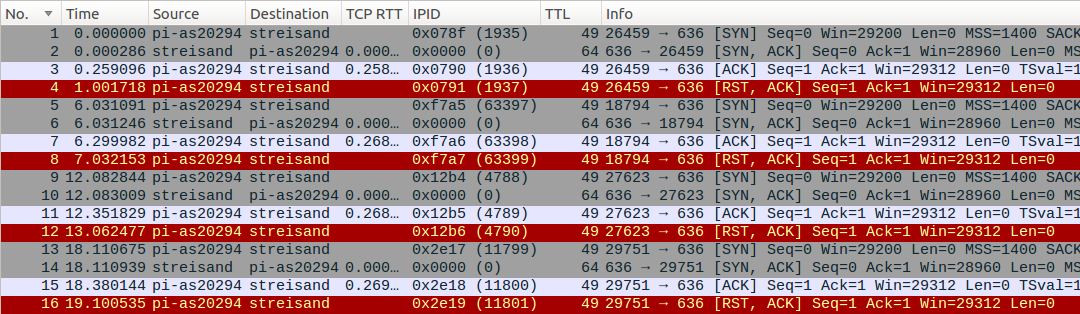 No. Time Source Destination TCP RTT IPID TTL Info
1 0.000000 pi-as20294 streisand 0x078f (1935) 49 26459 → 636 [SYN] Seq=0 Win=29200 Len=0 MSS=1400 SACK
2 0.000286 streisand pi-as20294 0.000… 0x0000 (0) 64 636 → 26459 [SYN, ACK] Seq=0 Ack=1 Win=28960 Len=0 MS
3 0.259096 pi-as20294 streisand 0.258… 0x0790 (1936) 49 26459 → 636 [ACK] Seq=1 Ack=1 Win=29312 Len=0 TSval=1
4 1.001718 pi-as20294 streisand 0x0791 (1937) 49 26459 → 636 [RST, ACK] Seq=1 Ack=1 Win=29312 Len=0
5 6.031091 pi-as20294 streisand 0xf7a5 (63397) 49 18794 → 636 [SYN] Seq=0 Win=29200 Len=0 MSS=1400 SACK
6 6.031246 streisand pi-as20294 0.000… 0x0000 (0) 64 636 → 18794 [SYN, ACK] Seq=0 Ack=1 Win=28960 Len=0 MS
7 6.299982 pi-as20294 streisand 0.268… 0xf7a6 (63398) 49 18794 → 636 [ACK] Seq=1 Ack=1 Win=29312 Len=0 TSval=1
8 7.032153 pi-as20294 streisand 0xf7a7 (63399) 49 18794 → 636 [RST, ACK] Seq=1 Ack=1 Win=29312 Len=0
9 12.082844 pi-as20294 streisand 0x12b4 (4788) 49 27623 → 636 [SYN] Seq=0 Win=29200 Len=0 MSS=1400 SACK
10 12.083009 streisand pi-as20294 0.000… 0x0000 (0) 64 636 → 27623 [SYN, ACK] Seq=0 Ack=1 Win=28960 Len=0 MS
11 12.351829 pi-as20294 streisand 0.268… 0x12b5 (4789) 49 27623 → 636 [ACK] Seq=1 Ack=1 Win=29312 Len=0 TSval=1
12 13.062477 pi-as20294 streisand 0x12b6 (4790) 49 27623 → 636 [RST, ACK] Seq=1 Ack=1 Win=29312 Len=0
13 18.110675 pi-as20294 streisand 0x2e17 (11799) 49 29751 → 636 [SYN] Seq=0 Win=29200 Len=0 MSS=1400 SACK
14 18.110939 streisand pi-as20294 0.000… 0x0000 (0) 64 636 → 29751 [SYN, ACK] Seq=0 Ack=1 Win=28960 Len=0 MS
15 18.380144 pi-as20294 streisand 0.269… 0x2e18 (11800) 49 29751 → 636 [ACK] Seq=1 Ack=1 Win=29312 Len=0 TSval=1
16 19.100535 pi-as20294 streisand 0x2e19 (11801) 49 29751 → 636 [RST, ACK] Seq=1 Ack=1 Win=29312 Len=0